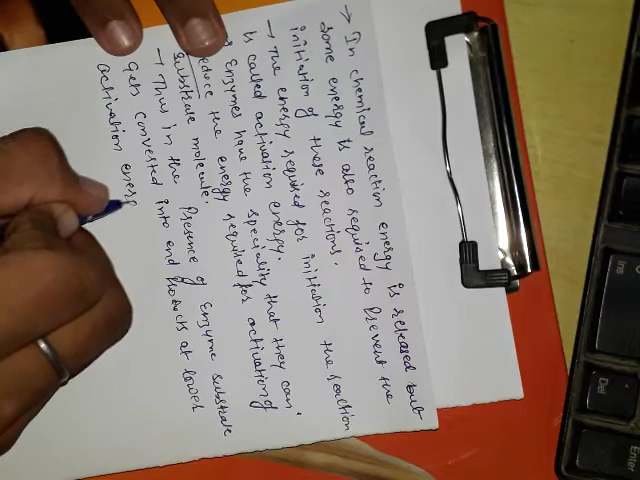 → In chemical reaction energy is released but
some energy is also required to Prevent the
initiation of these reactions.
→ The energy required for initiation the reaction
is called activation energy.
Enzymes have the speciality that they can.
reduce the energy required for activating
substrate molecule.
→ Thus in the Presence of Enzyme substrate
gets converted into end Products at lower
activation energy
Ins
Del
Enter